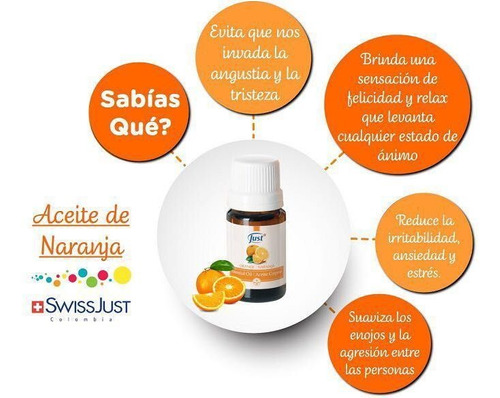 Evita que nos
invada la
angustia y la
tristeza
Brinda una
sensación de
felicidad y relax
que levanta
cualquier estado de
ánimo
Sabías
Qué?
Just
Aceite de
Naranja
SWISSJUST
Colombia
Reduce la
irritabilidad,
ansiedad y
estrés.
Suaviza los
enojos y la
agresión entre
las personas